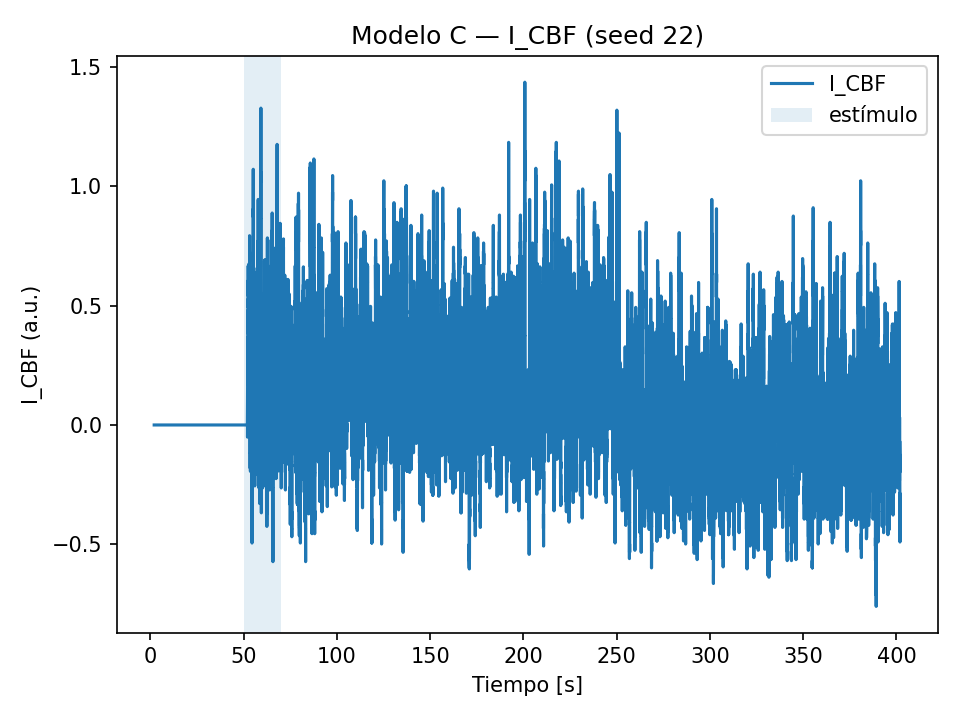 Modelo C — I_CBF (seed 22)
I_CBF
estímulo
1.5
1.0
0.5
0.0
−0.5
I_CBF (a.u.)
0 50 100 150 200 250 300 350 400
Tiempo [s]